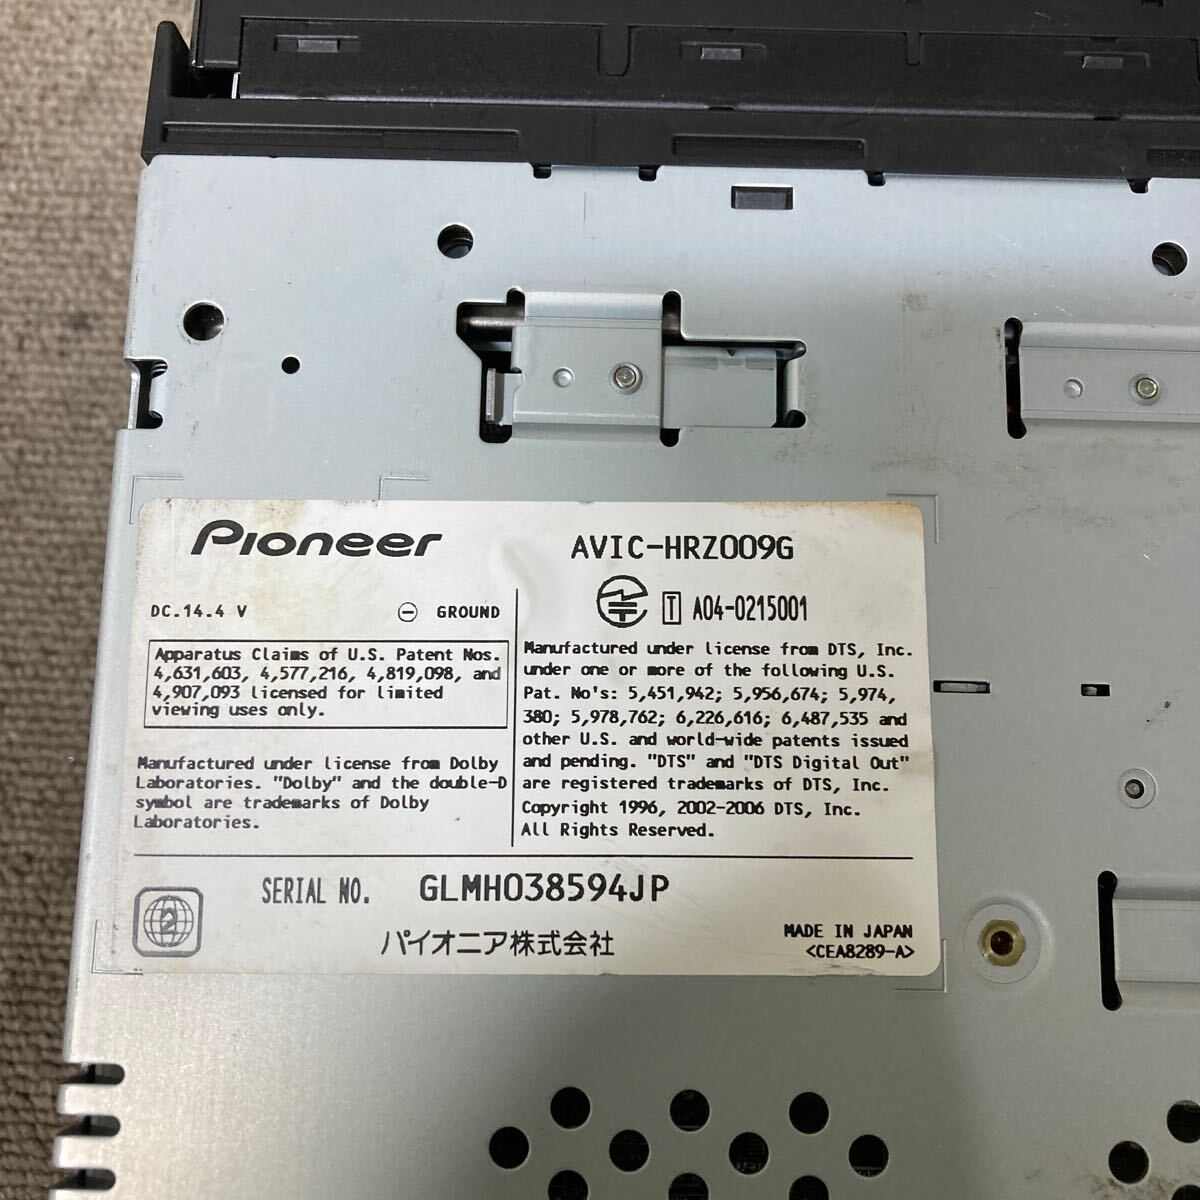 Pioneer
AVIC-HRZ009G
DC.14.4 V
GROUND
T A04-0215001
Apparatus Claims of U.S. Patent Nos.
4,631,603, 4,577,216, 4,819,098, and
4,907,093 licensed for limited
viewing uses only.
Manufactured under license from Dolby
Laboratories. "Dolby" and the double-D
symbol are trademarks of Dolby
Laboratories.
Manufactured under license from DTS, Inc.
under one or more of the following U.S.
Pat. No's: 5,451,942; 5,956,674; 5,974,
380; 5,978,762; 6,226,616; 6,487,535 and
other U.S. and world-wide patents issued
and pending. "DTS" and "DTS Digital Out"
are registered trademarks of DTS, Inc.
Copyright 1996, 2002-2006 DTS, Inc.
All Rights Reserved.
2
SERIAL NO. GLMH038594JP
パイオニア株式会社
MADE IN JAPAN
<CEA8289-A>